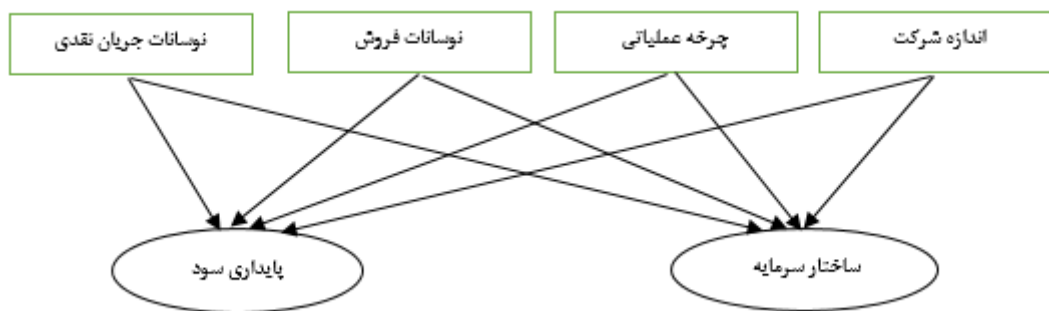 اندازه شرکت
چرخه عملیاتی
نوسانات فروش
نوسانات جریان نقدی
ساختار سرمایه
پایداری سود